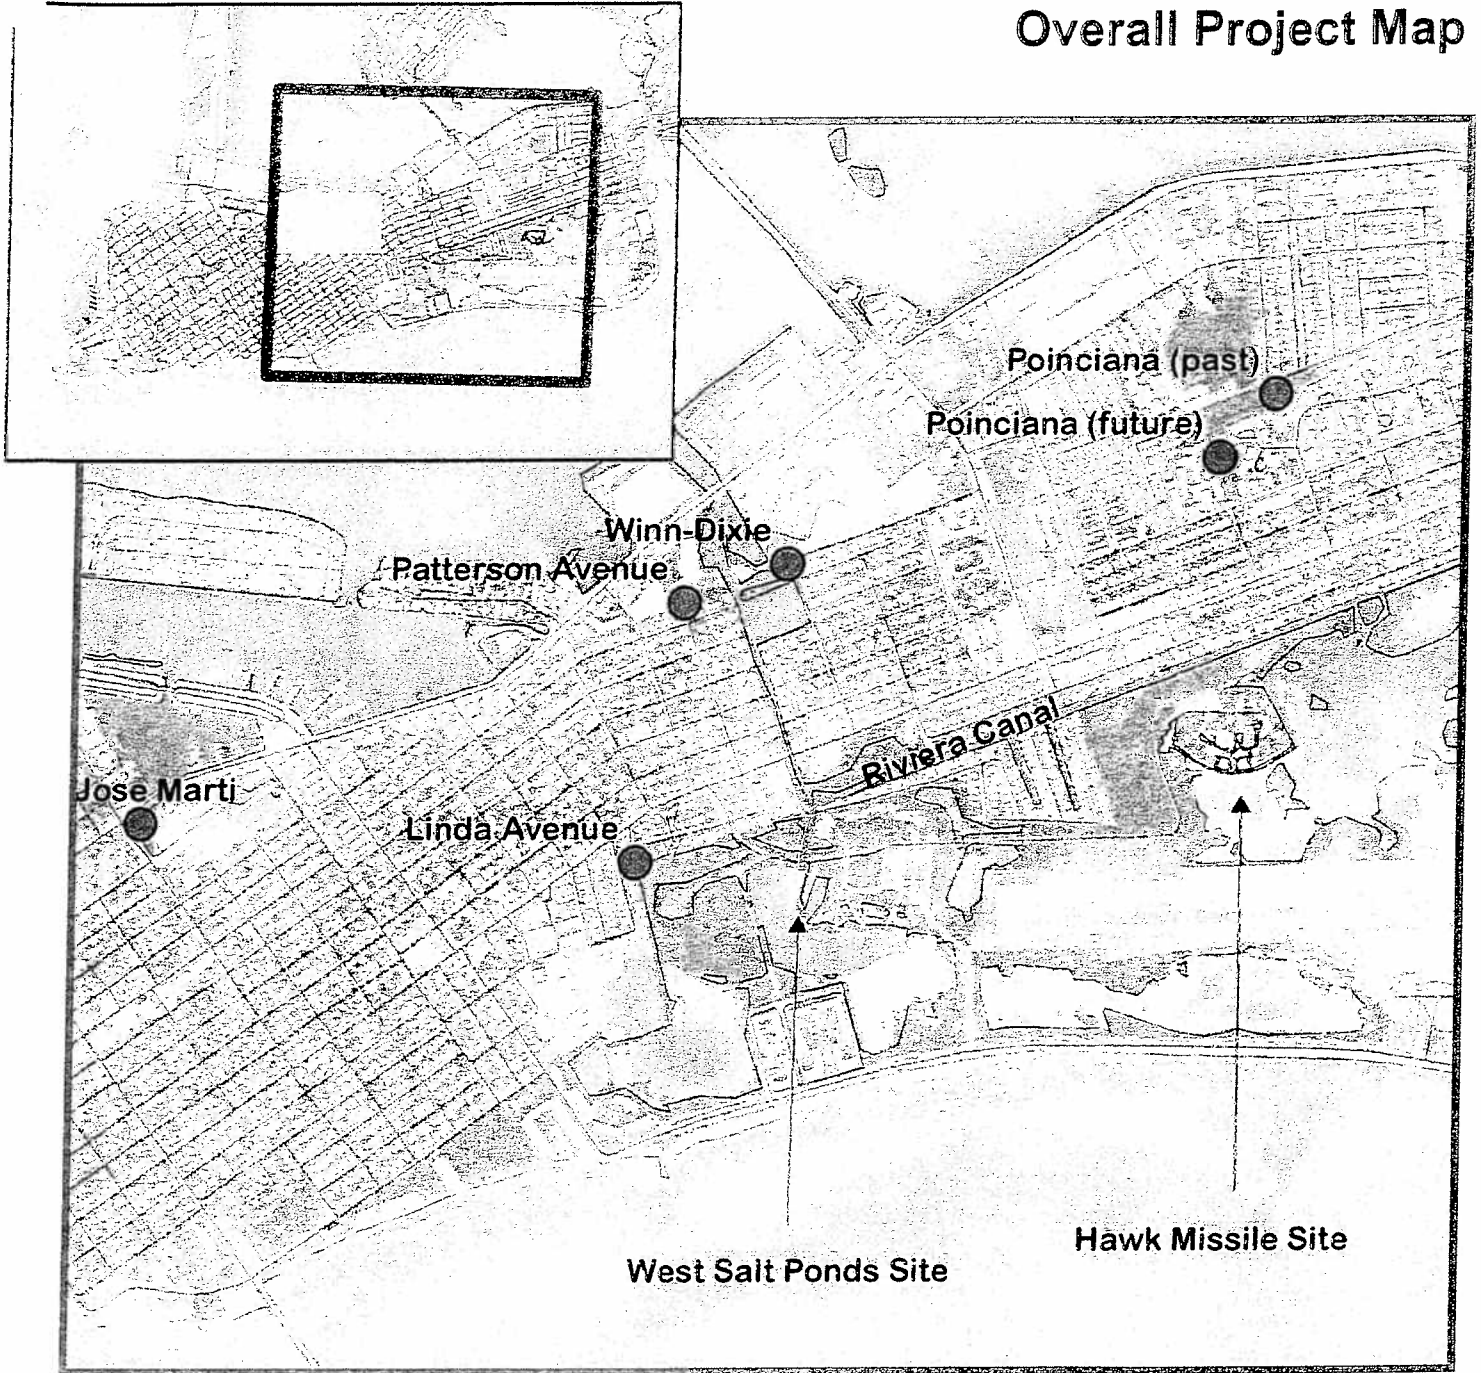 Overall Project Map
Poinciana (past)
Poinciana (future)
Winn-Dixie
Patterson Avenue
Riviera Canal
Jose Marti
Linda Avenue
Hawk Missile Site
West Salt Ponds Site